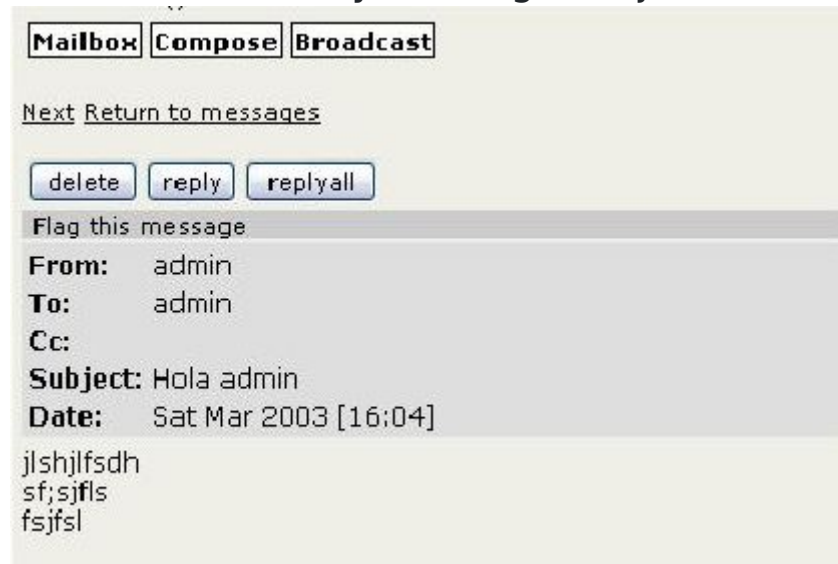 Mailbox Compose Broadcast
Next Return to messages
delete reply replyall
Flag this message
From: admin
To: admin
Cc:
Subject: Hola admin
Date: Sat Mar 2003 [16:04]
jlshjlfsdh
sf;sjfls
fsjfsl